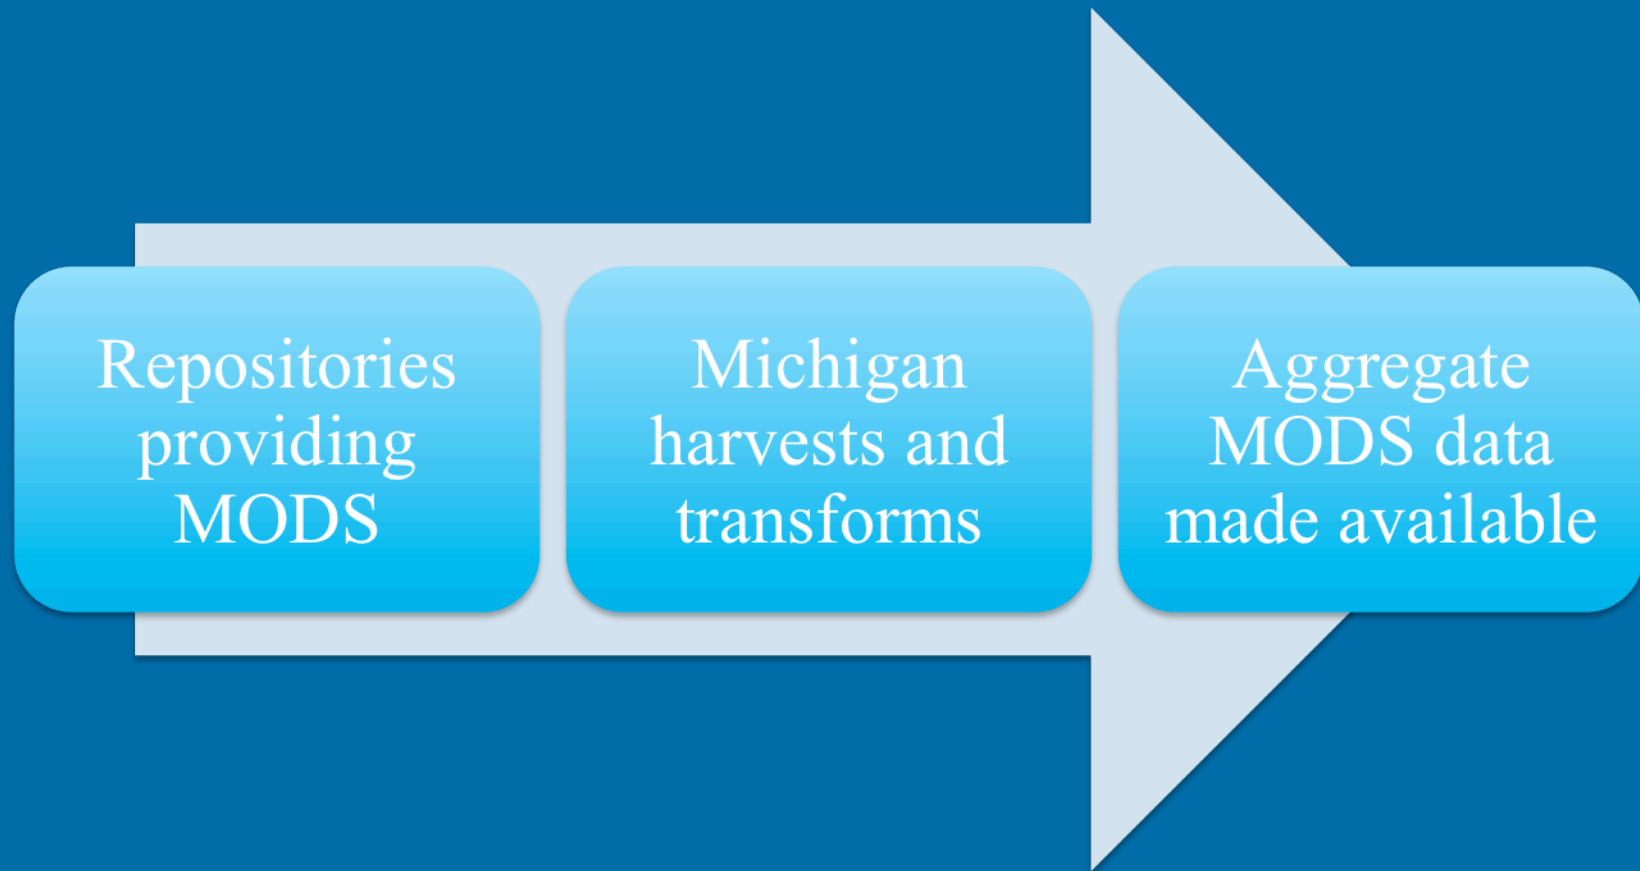 Repositories
providing
MODS
Michigan
harvests and
transforms
Aggregate
MODS data
made available